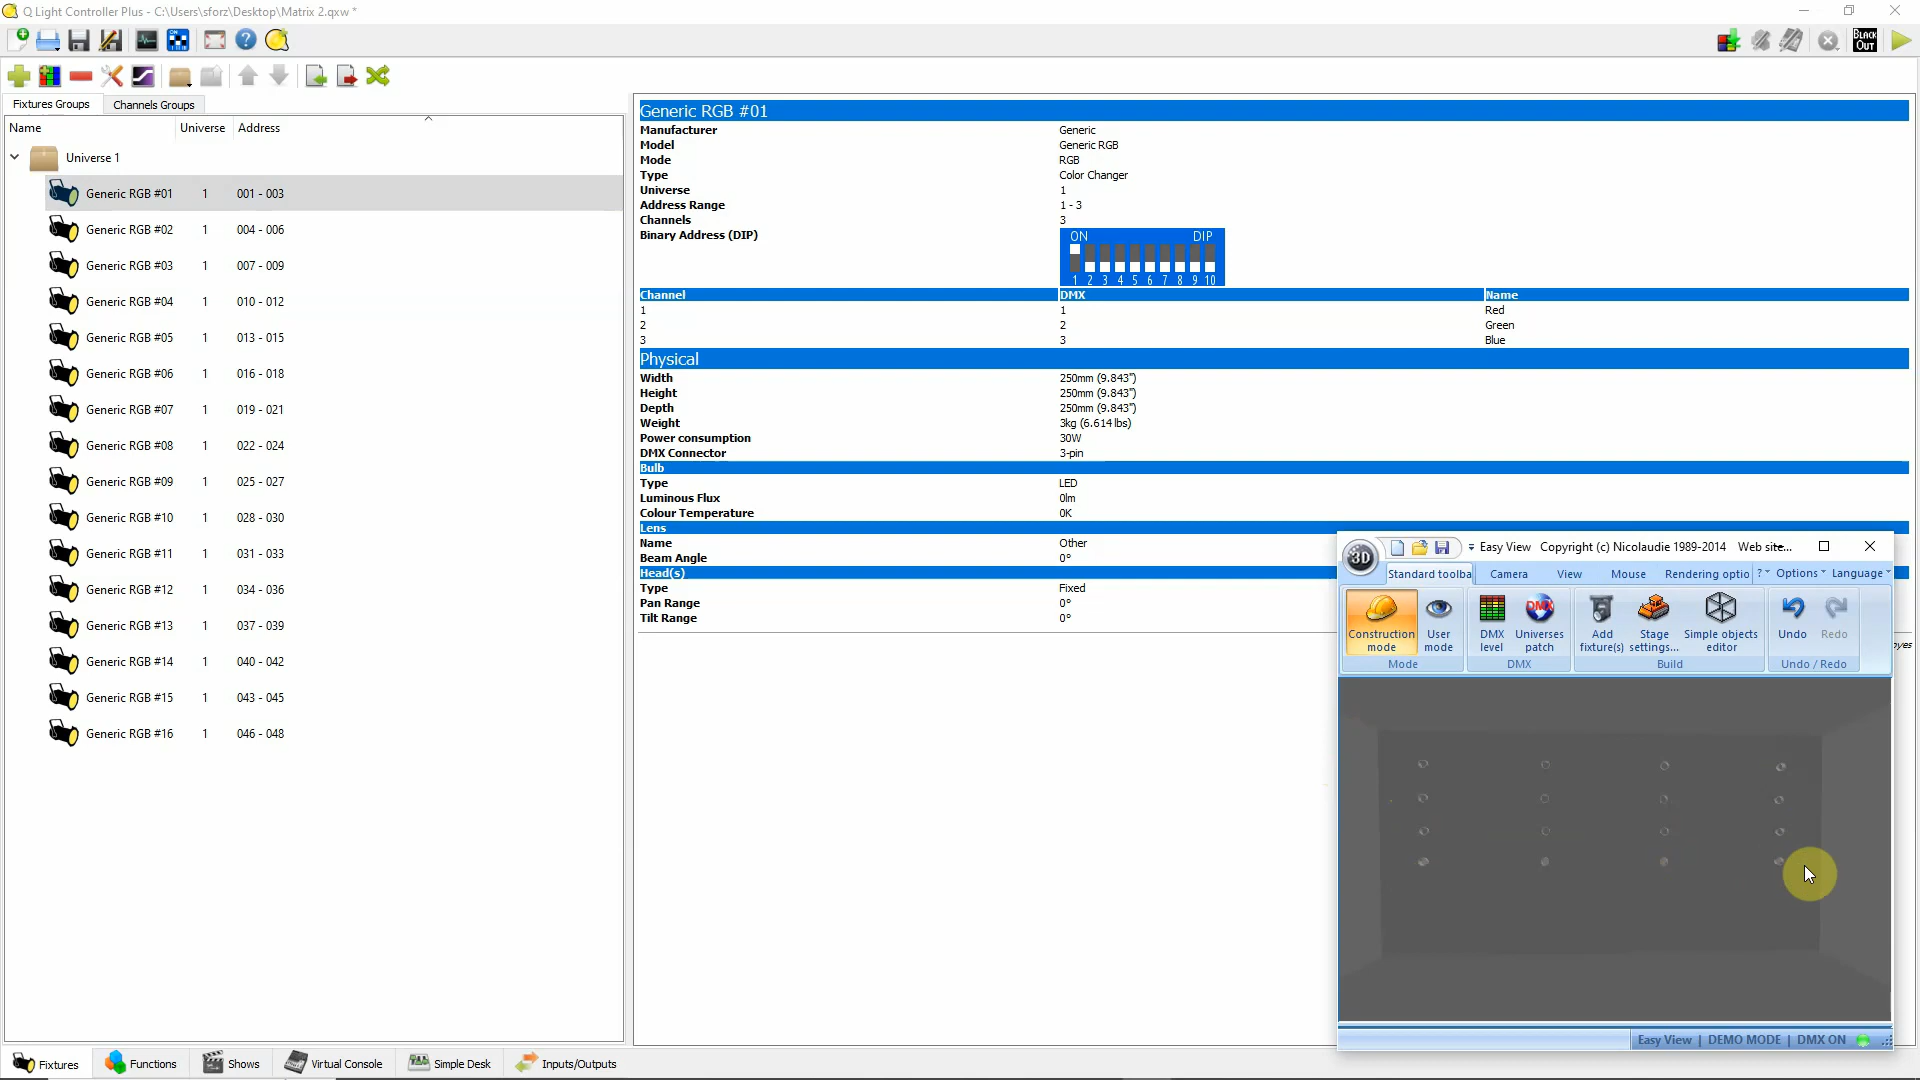 Q Light Controller Plus - C:\Users\sforz\Desktop\Matrix 2.qxw *
BLACK OUT
Fixtures Groups Channels Groups
Name Universe Address
Universe 1
Generic RGB #01 1 001 - 003
Generic RGB #02 1 004 - 006
Generic RGB #03 1 007 - 009
Generic RGB #04 1 010 - 012
Generic RGB #05 1 013 - 015
Generic RGB #06 1 016 - 018
Generic RGB #07 1 019 - 021
Generic RGB #08 1 022 - 024
Generic RGB #09 1 025 - 027
Generic RGB #10 1 028 - 030
Generic RGB #11 1 031 - 033
Generic RGB #12 1 034 - 036
Generic RGB #13 1 037 - 039
Generic RGB #14 1 040 - 042
Generic RGB #15 1 043 - 045
Generic RGB #16 1 046 - 048
Generic RGB #01
Manufacturer Generic
Model Generic RGB
Mode RGB
Type Color Changer
Universe 1
Address Range 1 - 3
Channels 3
Binary Address (DIP)
ON DIP
1 2 3 4 5 6 7 8 9 10
Channel DMX Name
1 1 Red
2 2 Green
3 3 Blue
Physical
Width 250mm (9.843")
Height 250mm (9.843")
Depth 250mm (9.843")
Weight 3kg (6.614 lbs)
Power consumption 30W
DMX Connector 3-pin
Bulb
Type LED
Luminous Flux 0lm
Colour Temperature 0K
Lens
Name Other
Beam Angle 0°
Head(s)
Type Fixed
Pan Range 0°
Tilt Range 0°
oyes
3D Easy View Copyright (c) Nicolaudie 1989-2014 Web site...
Standard toolba Camera View Mouse Rendering optio ? Options Language
Construction mode User mode DMX level Universes patch Add fixture(s) Stage settings... Simple objects editor Undo Redo
Mode DMX Build Undo / Redo
Easy View | DEMO MODE | DMX ON
Fixtures Functions Shows Virtual Console Simple Desk Inputs/Outputs